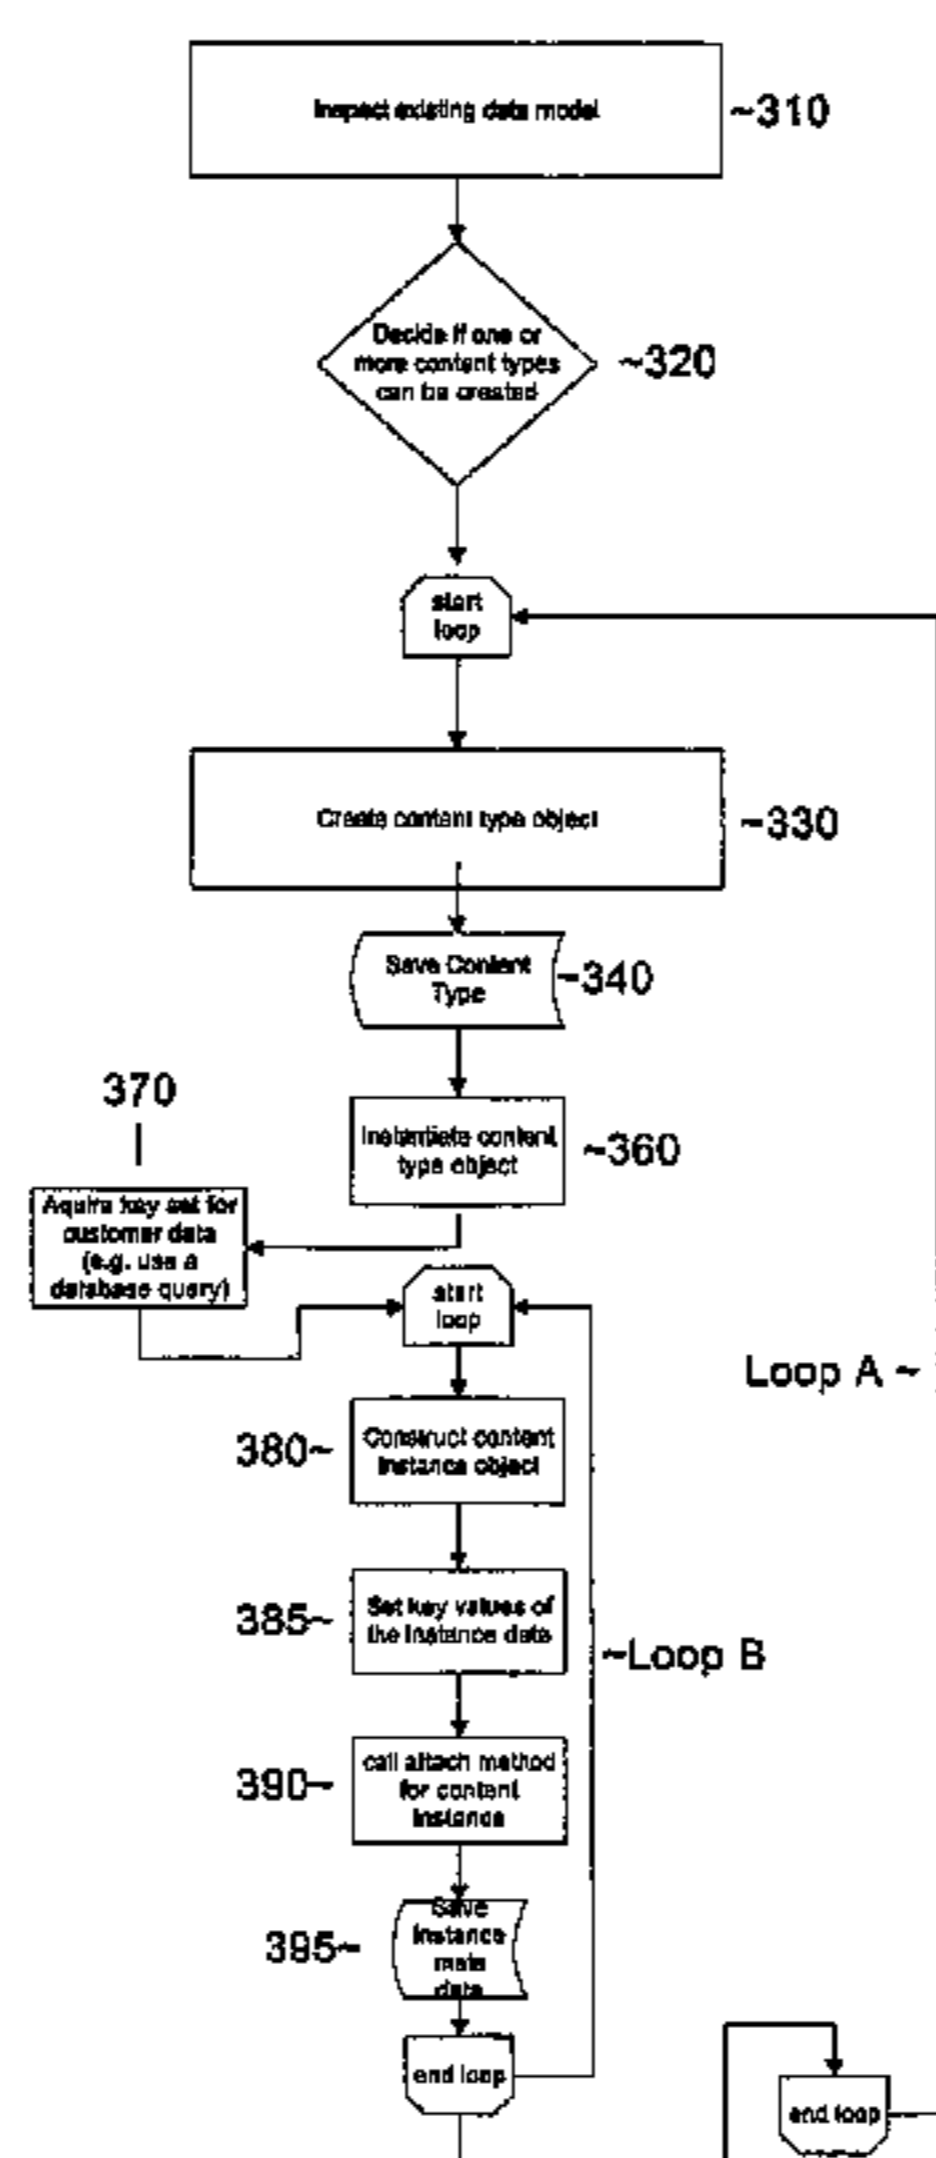 Inspect existing data model
~310
Decide if one or
more content types
can be created
~320
start
loop
Create content type object
~330
Save Content
Type
~340
370
Instantiate content
type object
~360
Aquire key set for
customer data
(e.g. use a
database query)
start
loop
Loop A ~
380~
Construct content
instance object
385~
Set key values of
the instance data
~Loop B
390~
call attach method
for content
instance
395~
Save
instance
meta
data
end loop
end loop